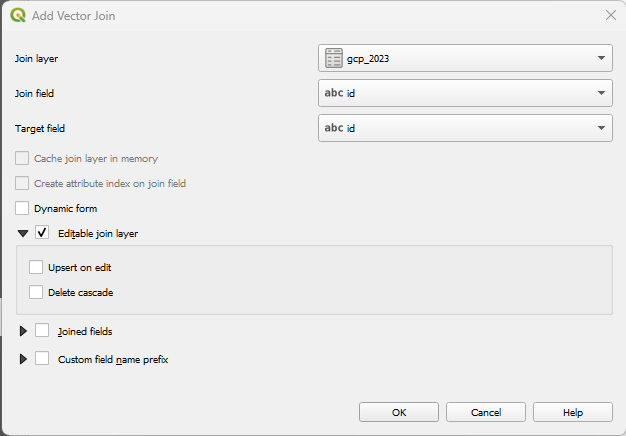 Add Vector Join
Join layer gcp_2023
Join field abc id
Target field abc id
Cache join layer in memory
Create attribute index on join field
Dynamic form
Editable join layer
Upsert on edit
Delete cascade
Joined fields
Custom field name prefix
OK Cancel Help